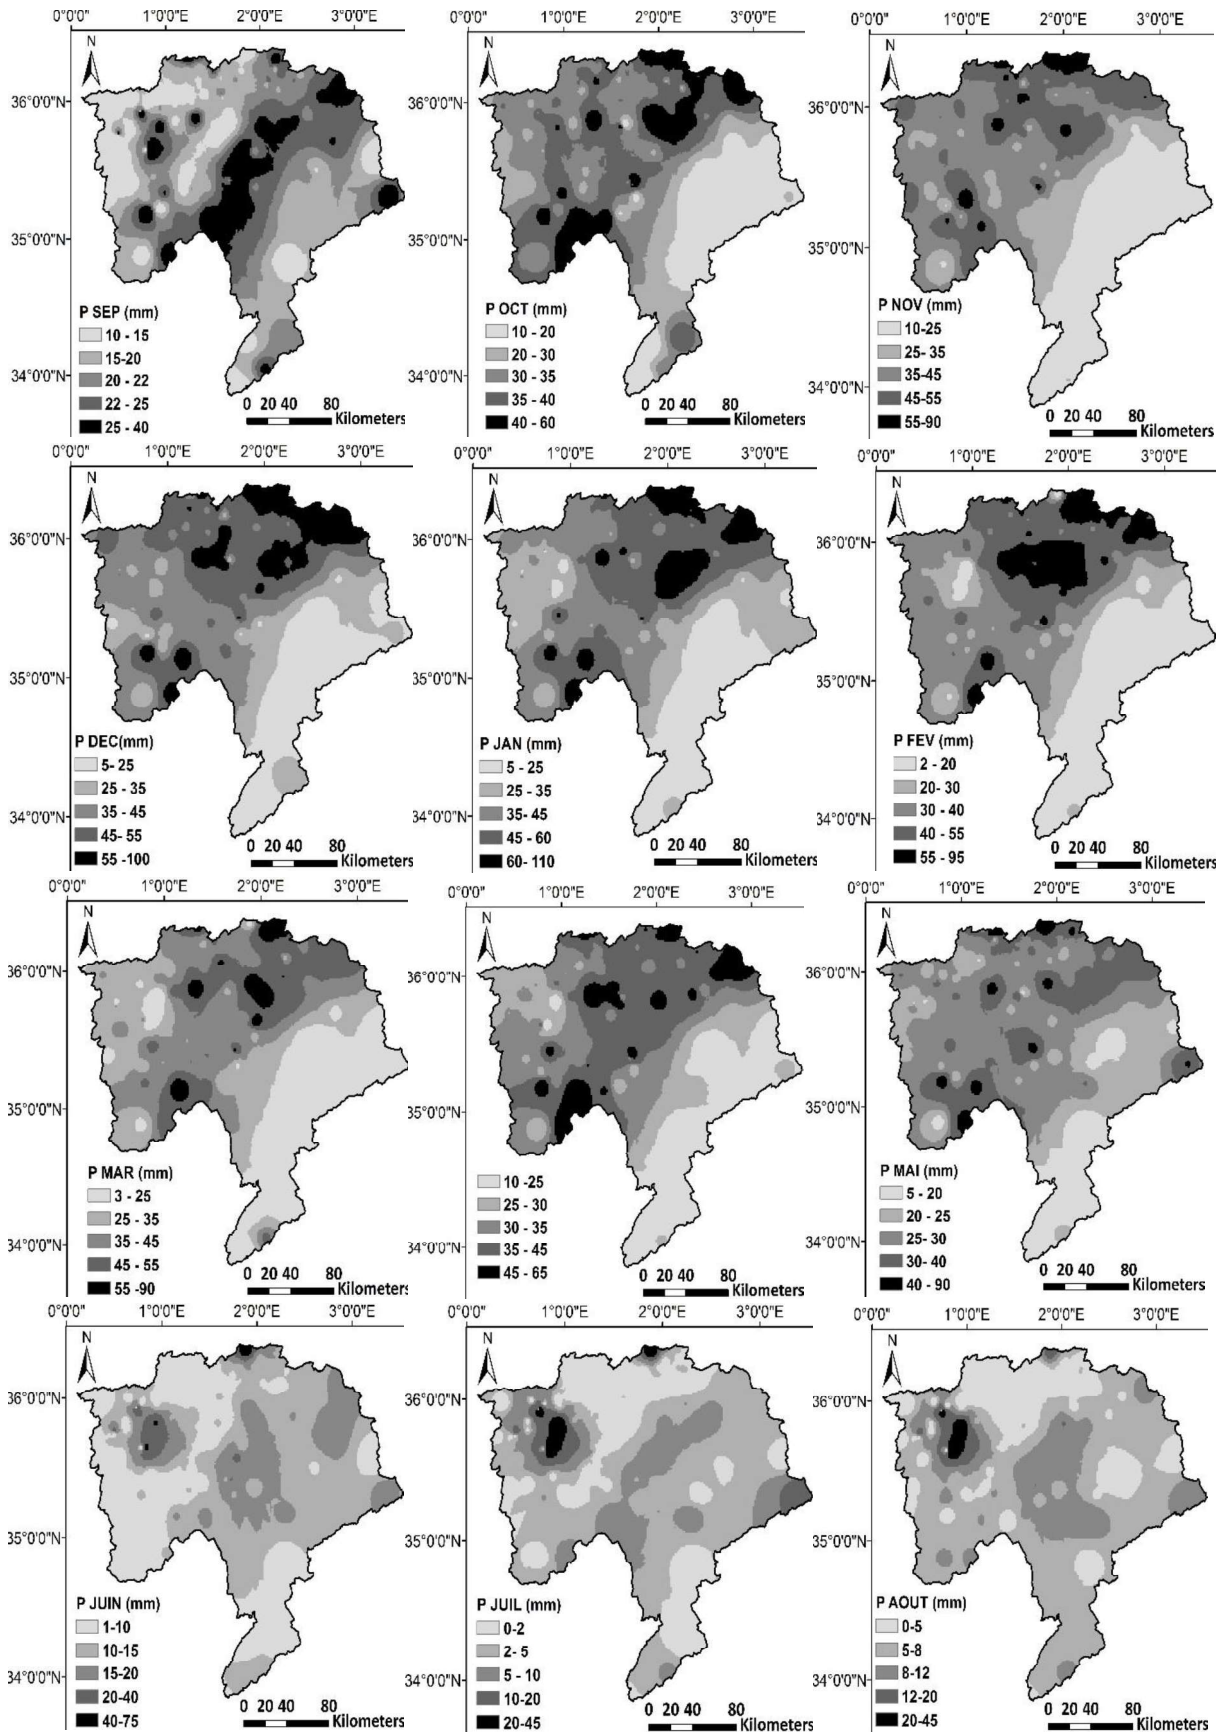 0°0'0" 1°0'0"E 2°0'0"E 3°0'0"E
N
36°0'0"N
35°0'0"N
34°0'0"N
P SEP (mm)
10 - 15
15-20
20 - 22
22 - 25
25 - 40
0 20 40 80
Kilometers
0°0'0" 1°0'0"E 2°0'0"E 3°0'0"E
N
36°0'0"N
35°0'0"N
34°0'0"N
P OCT (mm)
10 - 20
20 - 30
30 - 35
35 - 40
40 - 60
0 20 40 80
Kilometers
0°0'0" 1°0'0"E 2°0'0"E 3°0'0"E
N
36°0'0"N
35°0'0"N
34°0'0"N
P NOV (mm)
10-25
25- 35
35-45
45-55
55-90
0 20 40 80
Kilometers
0°0'0" 1°0'0"E 2°0'0"E 3°0'0"E
N
36°0'0"N
35°0'0"N
34°0'0"N
P DEC(mm)
5- 25
25 - 35
35 - 45
45- 55
55 -100
0 20 40 80
Kilometers
0°0'0" 1°0'0"E 2°0'0"E 3°0'0"E
N
36°0'0"N
35°0'0"N
34°0'0"N
P JAN (mm)
5 - 25
25 - 35
35- 45
45 - 60
60- 110
0 20 40 80
Kilometers
0°0'0" 1°0'0"E 2°0'0"E 3°0'0"E
N
36°0'0"N
35°0'0"N
34°0'0"N
P FEV (mm)
2 - 20
20- 30
30 - 40
40 - 55
55 - 95
0 20 40 80
Kilometers
0°0'0" 1°0'0"E 2°0'0"E 3°0'0"E
N
36°0'0"N
35°0'0"N
34°0'0"N
P MAR (mm)
3 - 25
25 - 35
35 - 45
45 - 55
55 -90
0 20 40 80
Kilometers
0°0'0" 1°0'0"E 2°0'0"E 3°0'0"E
N
36°0'0"N
35°0'0"N
34°0'0"N
10 -25
25 - 30
30 - 35
35 - 45
45 - 65
0 20 40 80
Kilometers
0°0'0" 1°0'0"E 2°0'0"E 3°0'0"E
N
36°0'0"N
35°0'0"N
34°0'0"N
P MAI (mm)
5 - 20
20 - 25
25 - 30
30 - 40
40 - 90
0 20 40 80
Kilometers
0°0'0" 1°0'0"E 2°0'0"E 3°0'0"E
N
36°0'0"N
35°0'0"N
34°0'0"N
P JUIN (mm)
1-10
10-15
15-20
20-40
40-75
0 20 40 80
Kilometers
0°0'0" 1°0'0"E 2°0'0"E 3°0'0"E
N
36°0'0"N
35°0'0"N
34°0'0"N
P JUIL (mm)
0-2
2- 5
5 - 10
10-20
20-45
0 20 40 80
Kilometers
0°0'0" 1°0'0"E 2°0'0"E 3°0'0"E
N
36°0'0"N
35°0'0"N
34°0'0"N
P AOUT (mm)
0-5
5-8
8-12
12-20
20-45
0 20 40 80
Kilometers